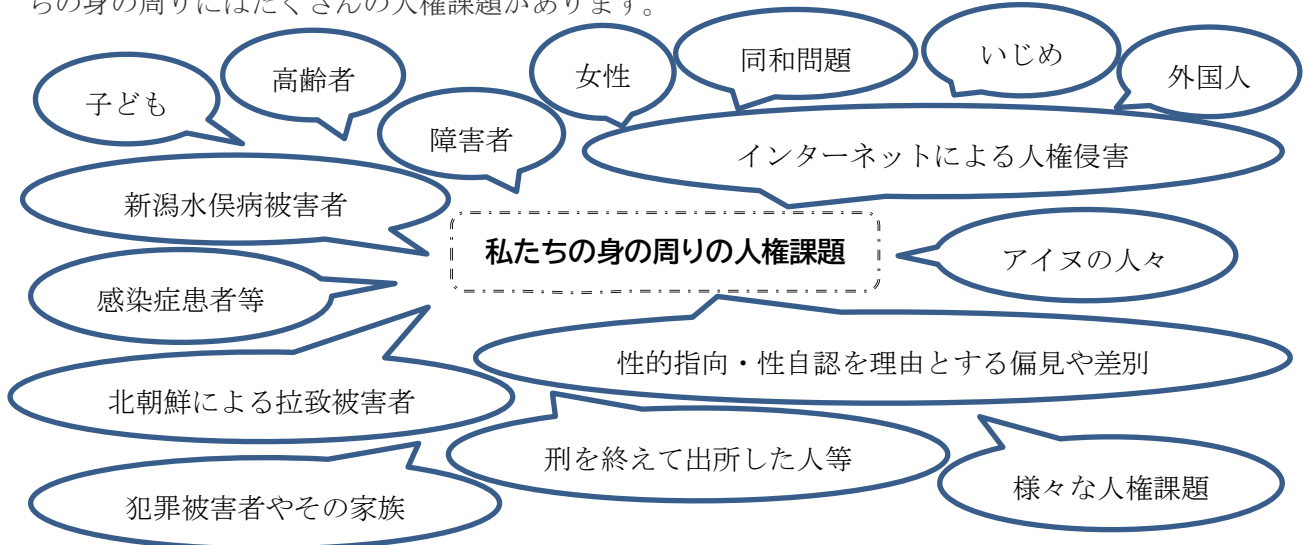 ちの身の周りにはたくさんの人権課題があります。
子ども
高齢者
障害者
女性
同和問題
いじめ
外国人
インターネットによる人権侵害
新潟水俣病被害者
私たちの身の周りの人権課題
アイヌの人々
感染症患者等
性的指向・性自認を理由とする偏見や差別
北朝鮮による拉致被害者
刑を終えて出所した人等
様々な人権課題
犯罪被害者やその家族